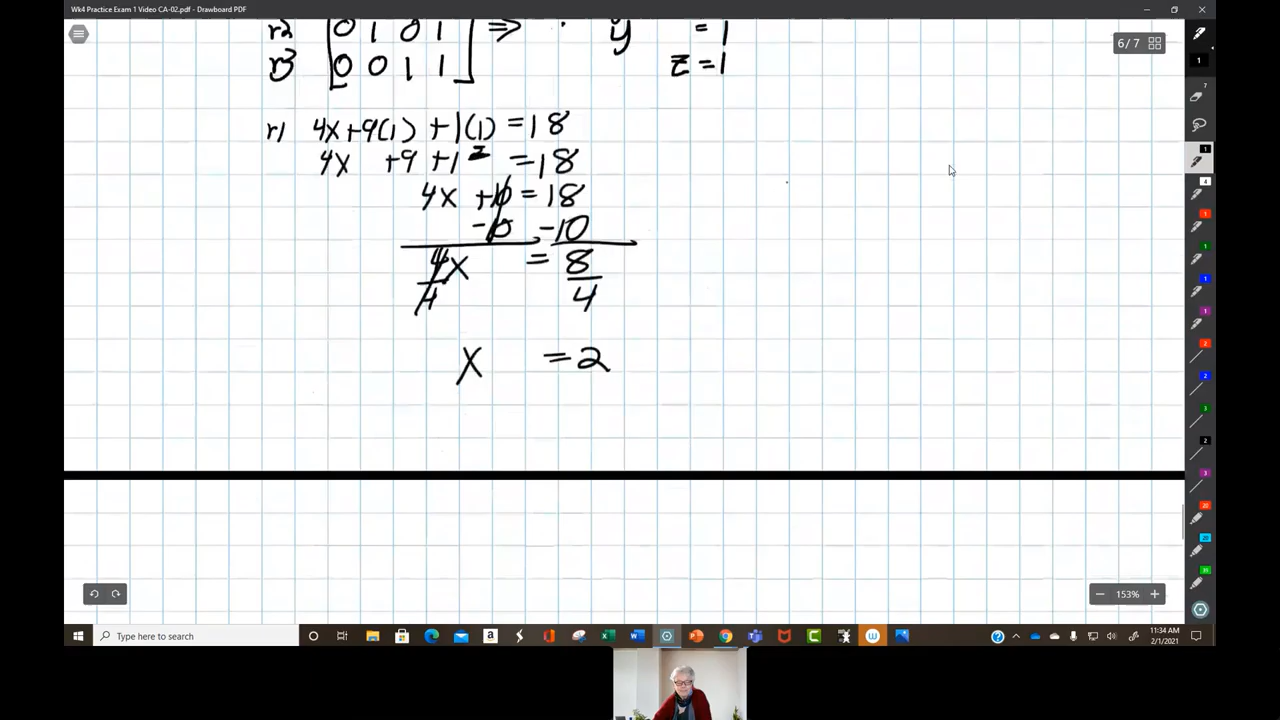 Wk4 Practice Exam 1 Video CA-02.pdf - Drawboard PDF
6 / 7
r2 [0 1 0 1] ⇒ y = 1
r3 [0 0 1 1] z = 1
r1 4x + 9(1) + 1(1) = 18
4x + 9 + 1 = 18
4x + 10 = 18
-10 -10
4x = 8
4 4
x = 2
153%
Type here to search
11:34 AM
2/1/2021